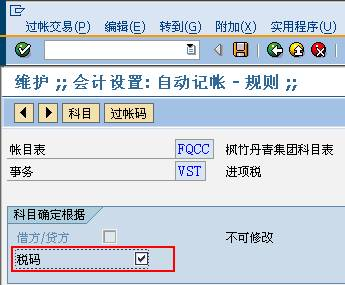 过帐交易(P) 编辑(E) 转到(G) 附加(X) 实用程序(U)
维护 ;; 会计设置: 自动记帐 - 规则 ;;
科目 过帐码
帐目表 FQCC 枫竹丹青集团科目表
事务 VST 进项税
科目确定根据
借方/贷方 不可修改
税码